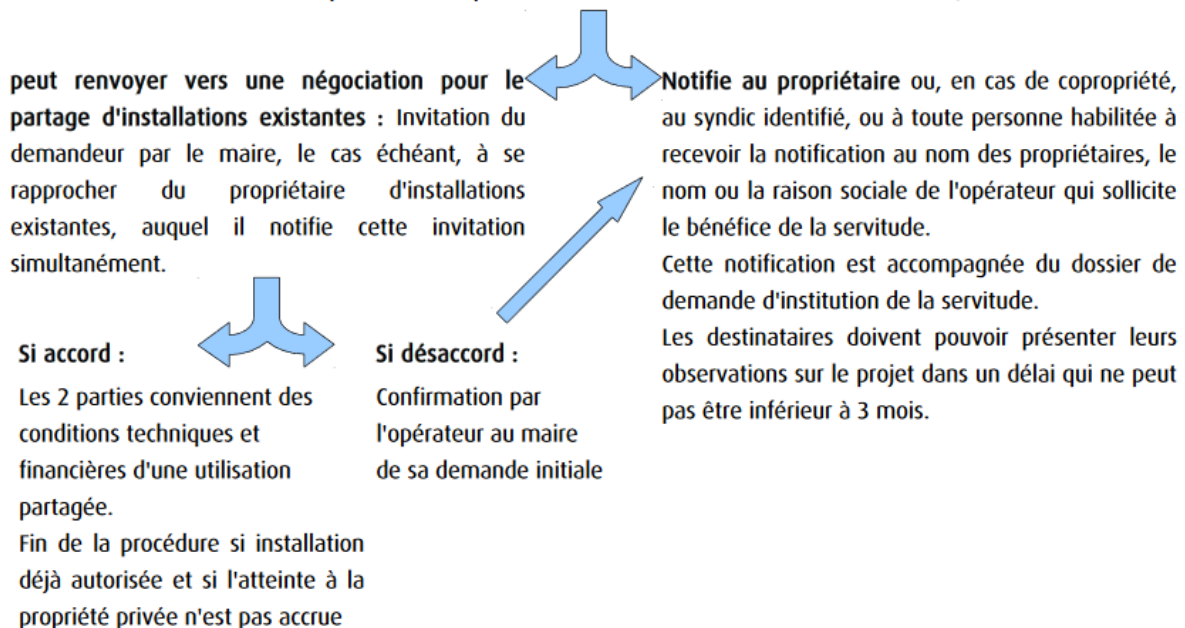 peut renvoyer vers une négociation pour le
partage d'installations existantes : Invitation du
demandeur par le maire, le cas échéant, à se
rapprocher du propriétaire d'installations
existantes, auquel il notifie cette invitation
simultanément.
Notifie au propriétaire ou, en cas de copropriété,
au syndic identifié, ou à toute personne habilitée à
recevoir la notification au nom des propriétaires, le
nom ou la raison sociale de l'opérateur qui sollicite
le bénéfice de la servitude.
Cette notification est accompagnée du dossier de
demande d'institution de la servitude.
Les destinataires doivent pouvoir présenter leurs
observations sur le projet dans un délai qui ne peut
pas être inférieur à 3 mois.
Si accord :
Les 2 parties conviennent des
conditions techniques et
financières d'une utilisation
partagée.
Fin de la procédure si installation
déjà autorisée et si l'atteinte à la
propriété privée n'est pas accrue
Si désaccord :
Confirmation par
l'opérateur au maire
de sa demande initiale